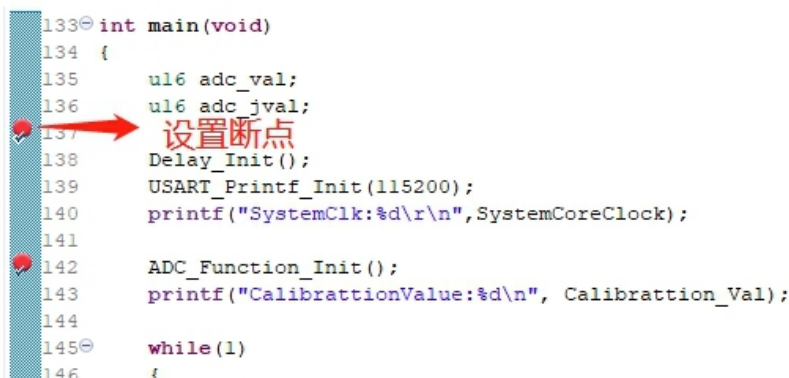 133 int main(void)
134 {
135 u16 adc_val;
136 u16 adc_jval;
137 设置断点
138 Delay_Init();
139 USART_Printf_Init(115200);
140 printf("SystemClk:%d\r\n",SystemCoreClock);
141
142 ADC_Function_Init();
143 printf("CalibrattionValue:%d\n", Calibrattion_Val);
144
145 while(1)
146 {